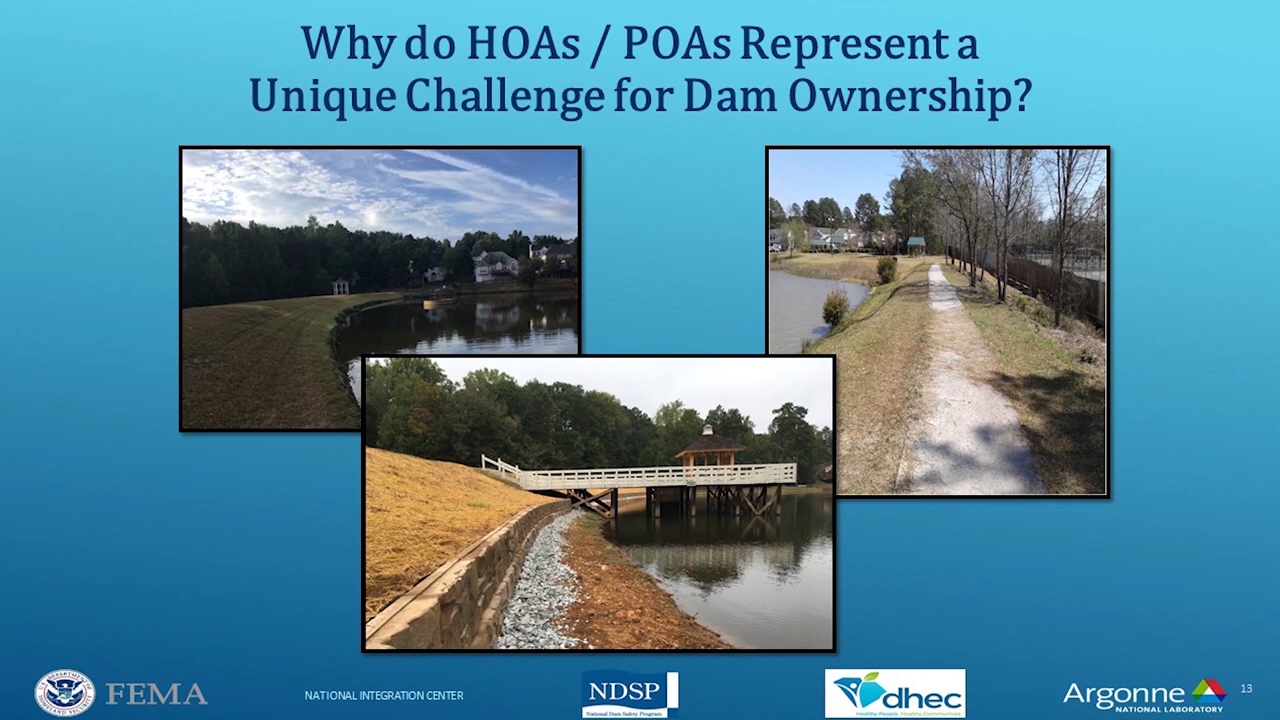 Why do HOAs / POAs Represent a
Unique Challenge for Dam Ownership?
FEMA
NATIONAL INTEGRATION CENTER
NDSP
National Dam Safety Program
dhec
Healthy People. Healthy Communities.
Argonne
NATIONAL LABORATORY
13